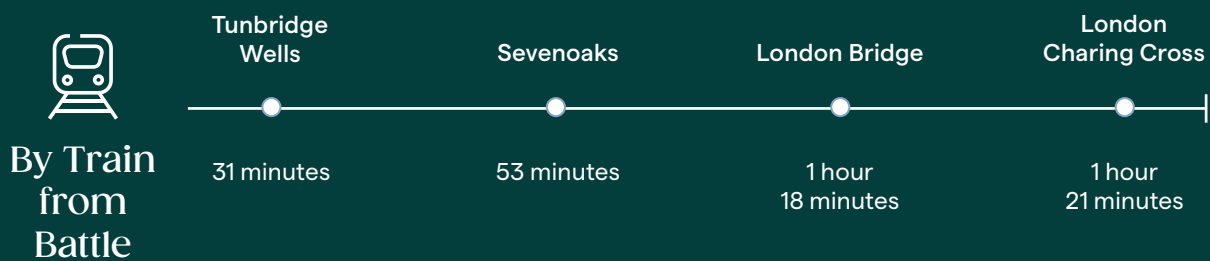 By Train
from
Battle
Tunbridge
Wells
31 minutes
Sevenoaks
53 minutes
London Bridge
1 hour
18 minutes
London
Charing Cross
1 hour
21 minutes